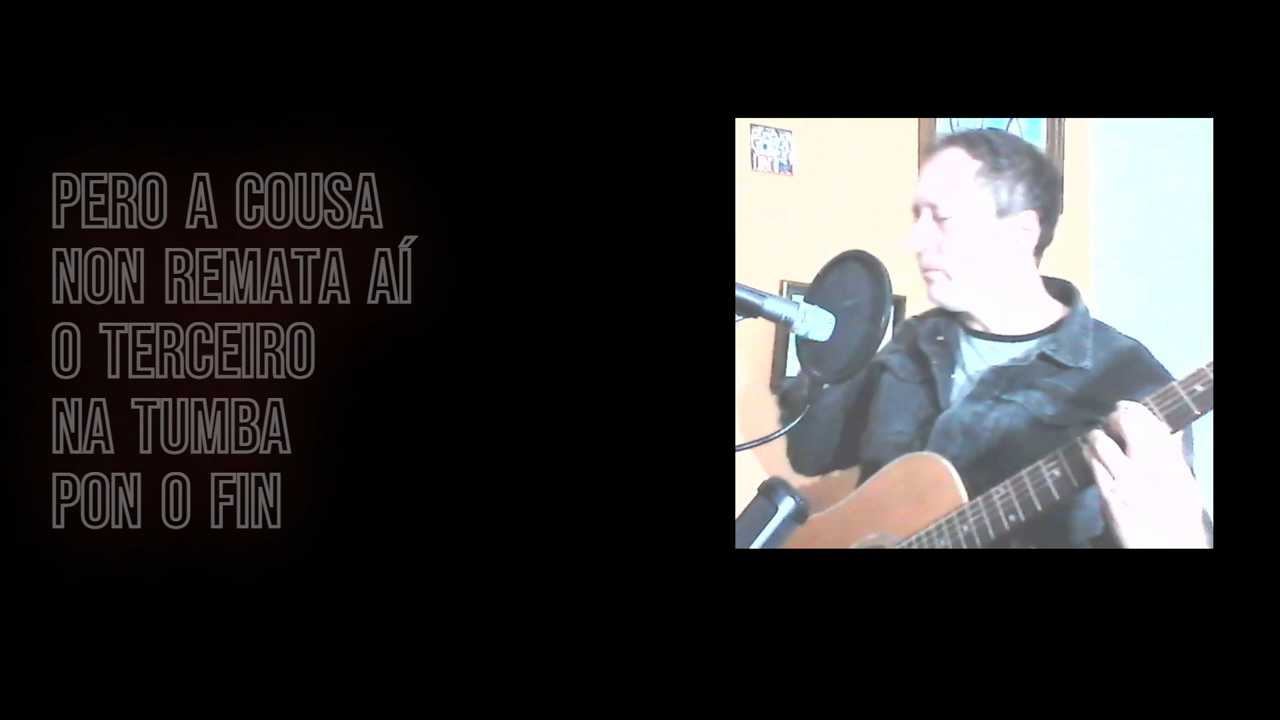 PERO A COUSA
NON REMATA AÍ
O TERCEIRO
NA TUMBA
PON O FIN